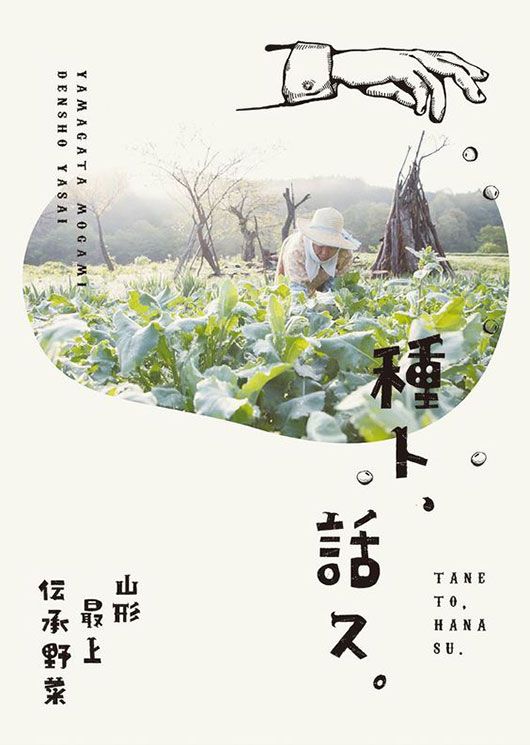 YAMAGATA MOGAMI
DENSHO YASAI
種ト、
話ス。
TANE
TO,
HANA
SU.
山形
最上
伝承野菜